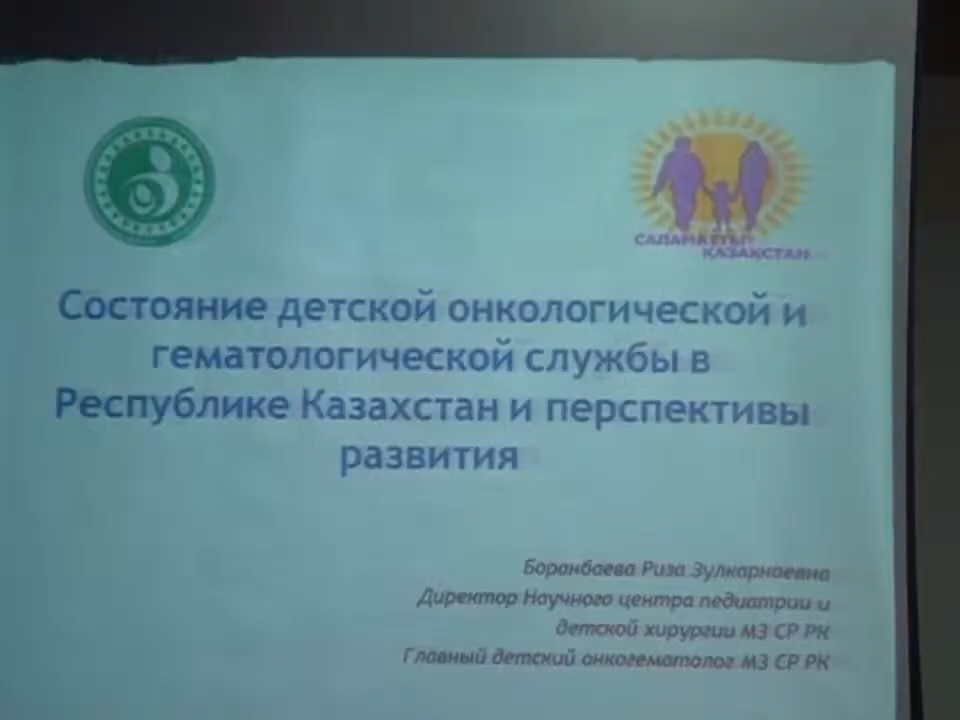 САЛАМАТТЫ
ҚАЗАҚСТАН
Состояние детской онкологической и
гематологической службы в
Республике Казахстан и перспективы
развития
Боранбаева Риза Зулкарнаевна
Директор Научного центра педиатрии и
детской хирургии МЗ СР РК
Главный детский онкогематолог МЗ СР РК